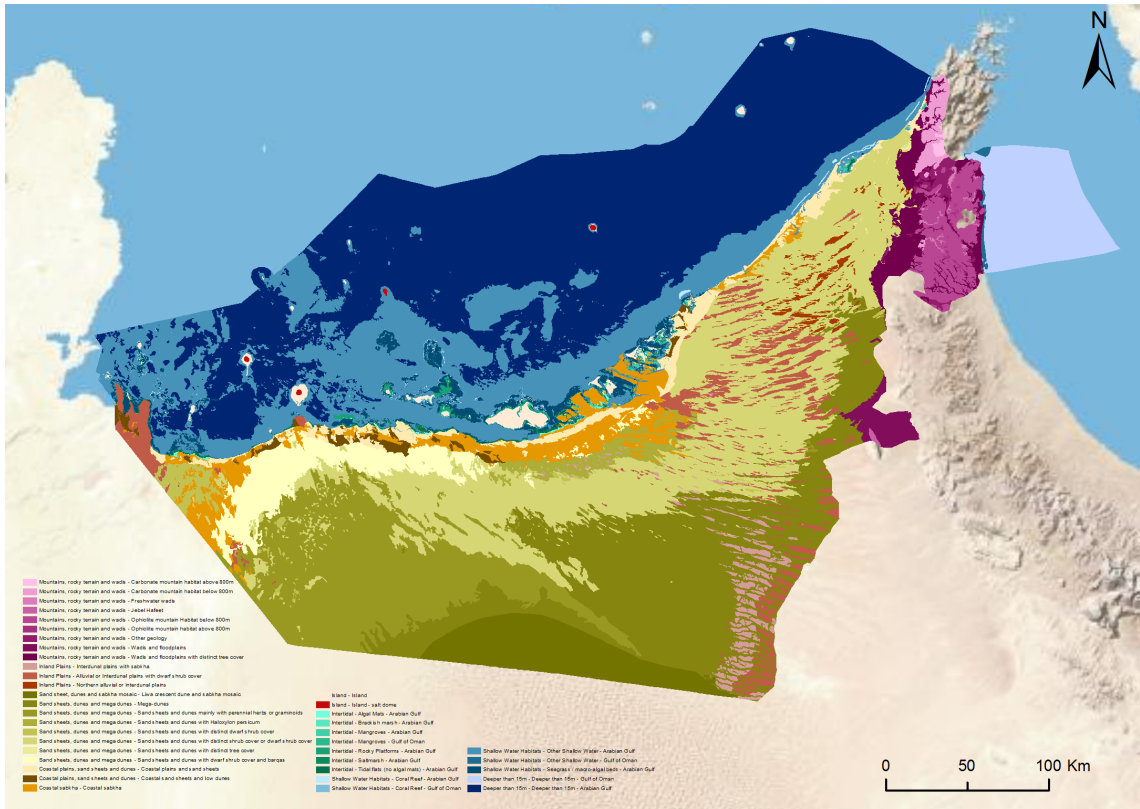 N
Mountains, rocky terrain and wadis - Carbonate mountain habitat above 800m
Mountains, rocky terrain and wadis - Carbonate mountain habitat below 800m
Mountains, rocky terrain and wadis - Freshwater wadis
Mountains, rocky terrain and wadis - Jebel Hafeet
Mountains, rocky terrain and wadis - Ophiolite mountain Habitat below 800m
Mountains, rocky terrain and wadis - Ophiolite mountain habitat above 800m
Mountains, rocky terrain and wadis - Other geology
Mountains, rocky terrain and wadis - Wadis and floodplains
Mountains, rocky terrain and wadis - Wadis and floodplains with distinct tree cover
Inland Plains - Interdunal plains with sabkha
Inland Plains - Alluvial or Interdunal plains with dwarf shrub cover
Inland Plains - Northern alluvial or interdunal plains
Sand sheet, dunes and sabkha mosaic - Liwa crescent dune and sabkha mosaic
Sand sheets, dunes and mega dunes - Mega-dunes
Sand sheets, dunes and mega dunes - Sand sheets and dunes mainly with perennial herbs or graminoids
Sand sheets, dunes and mega dunes - Sand sheets and dunes with Haloxylon persicum
Sand sheets, dunes and mega dunes - Sand sheets and dunes with distinct dwarf shrub cover
Sand sheets, dunes and mega dunes - Sand sheets and dunes with distinct shrub cover or dwarf shrub cover
Sand sheets, dunes and mega dunes - Sand sheets and dunes with distinct tree cover
Sand sheets, dunes and mega dunes - Sand sheets and dunes with dwarf shrub cover and barqas
Coastal plains, sand sheets and dunes - Coastal plains and sand sheets
Coastal plains, sand sheets and dunes - Coastal sand sheets and low dunes
Coastal sabkha - Coastal sabkha
Island - Island
Island - Island - salt dome
Intertidal - Algal Mats - Arabian Gulf
Intertidal - Brackish marsh - Arabian Gulf
Intertidal - Mangroves - Arabian Gulf
Intertidal - Mangroves - Gulf of Oman
Intertidal - Rocky Platforms - Arabian Gulf
Intertidal - Saltmarsh - Arabian Gulf
Intertidal - Tidal flats (no algal mats) - Arabian Gulf
Shallow Water Habitats - Coral Reef - Arabian Gulf
Shallow Water Habitats - Coral Reef - Gulf of Oman
Shallow Water Habitats - Other Shallow Water - Arabian Gulf
Shallow Water Habitats - Other Shallow Water - Gulf of Oman
Shallow Water Habitats - Seagrass / macro-algal beds - Arabian Gulf
Deeper than 15m - Deeper than 15m - Gulf of Oman
Deeper than 15m - Deeper than 15m - Arabian Gulf
0 50 100 Km